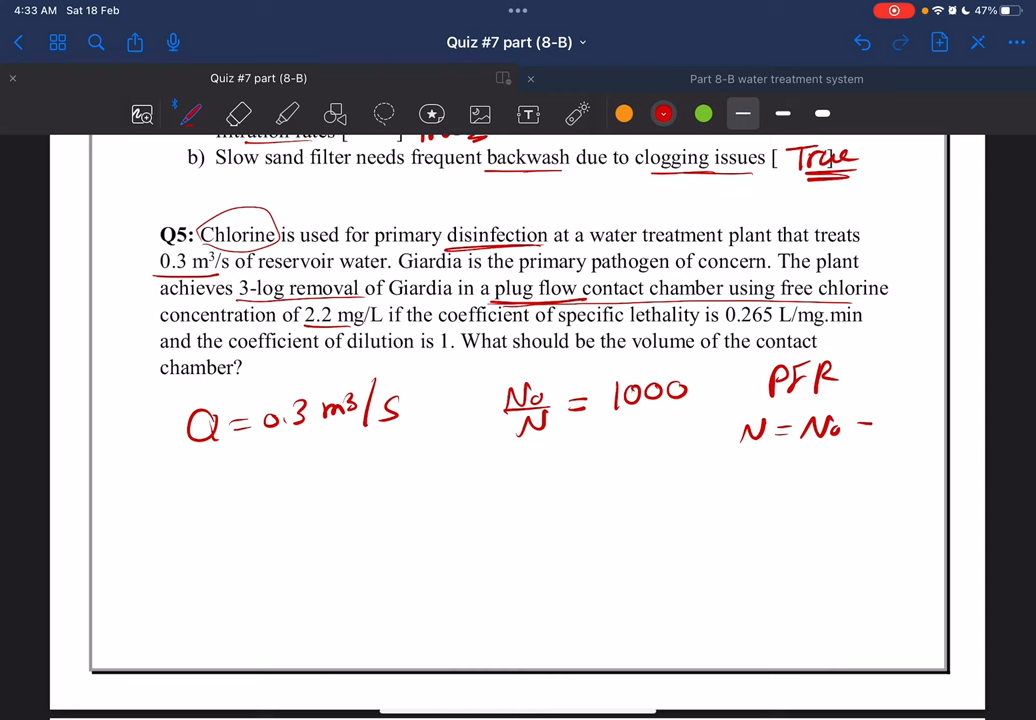 4:33 AM Sat 18 Feb
47%
Quiz #7 part (8-B)
Quiz #7 part (8-B)
Part 8-B water treatment system
b) Slow sand filter needs frequent backwash due to clogging issues [ True ]
Q5: Chlorine is used for primary disinfection at a water treatment plant that treats
0.3 m³/s of reservoir water. Giardia is the primary pathogen of concern. The plant
achieves 3-log removal of Giardia in a plug flow contact chamber using free chlorine
concentration of 2.2 mg/L if the coefficient of specific lethality is 0.265 L/mg.min
and the coefficient of dilution is 1. What should be the volume of the contact
chamber?
PFR
Q = 0.3 m³/s
No/N = 1000
N = No -